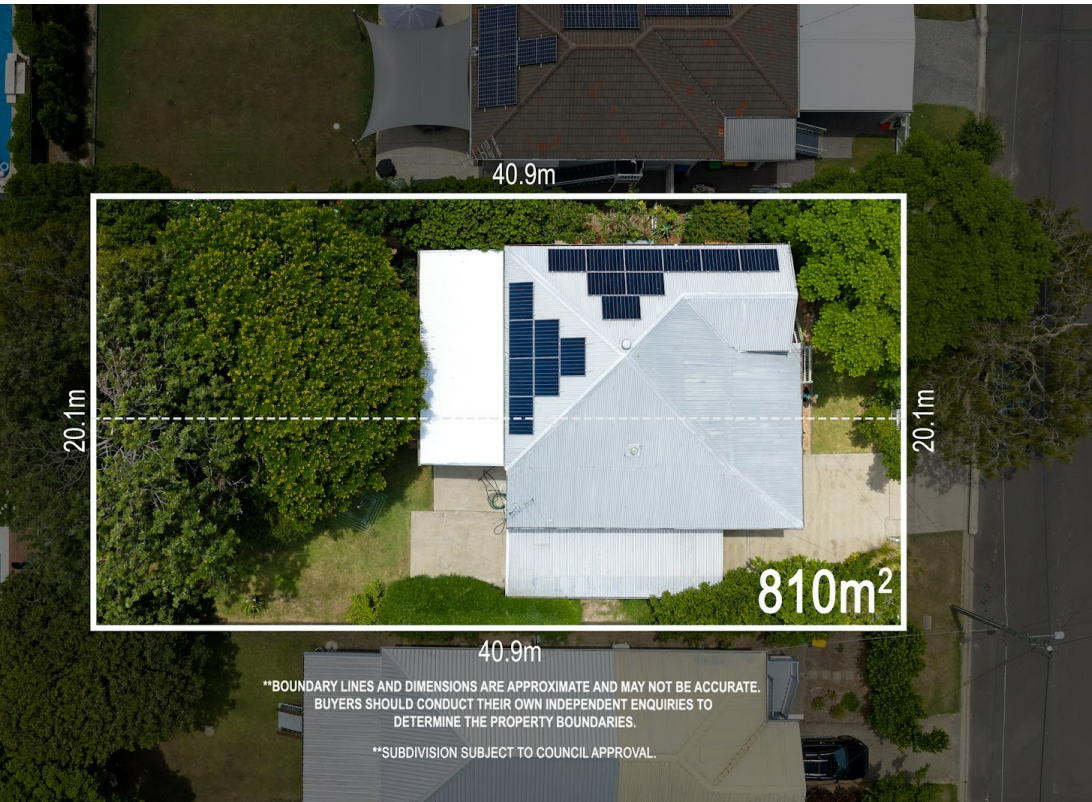 40.9m
20.1m
20.1m
810m²
40.9m
**BOUNDARY LINES AND DIMENSIONS ARE APPROXIMATE AND MAY NOT BE ACCURATE.
BUYERS SHOULD CONDUCT THEIR OWN INDEPENDENT ENQUIRIES TO
DETERMINE THE PROPERTY BOUNDARIES.
**SUBDIVISION SUBJECT TO COUNCIL APPROVAL.